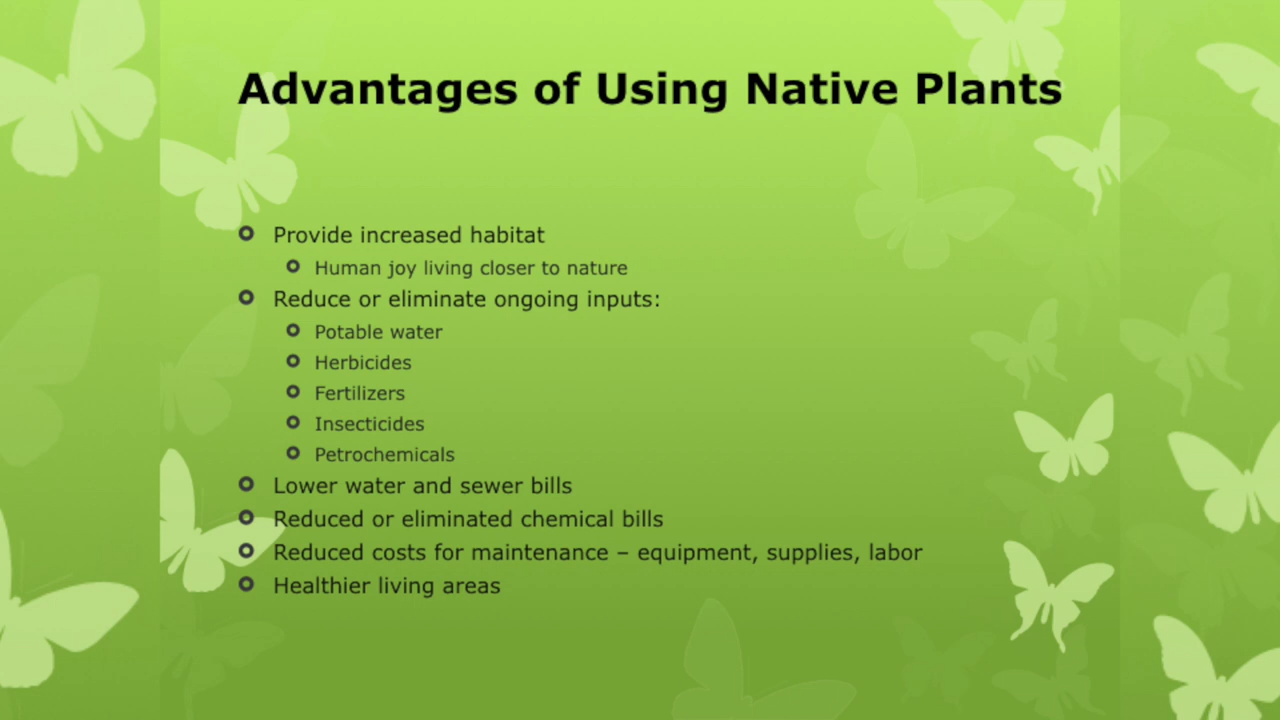 Advantages of Using Native Plants
Provide increased habitat
Human joy living closer to nature
Reduce or eliminate ongoing inputs:
Potable water
Herbicides
Fertilizers
Insecticides
Petrochemicals
Lower water and sewer bills
Reduced or eliminated chemical bills
Reduced costs for maintenance – equipment, supplies, labor
Healthier living areas